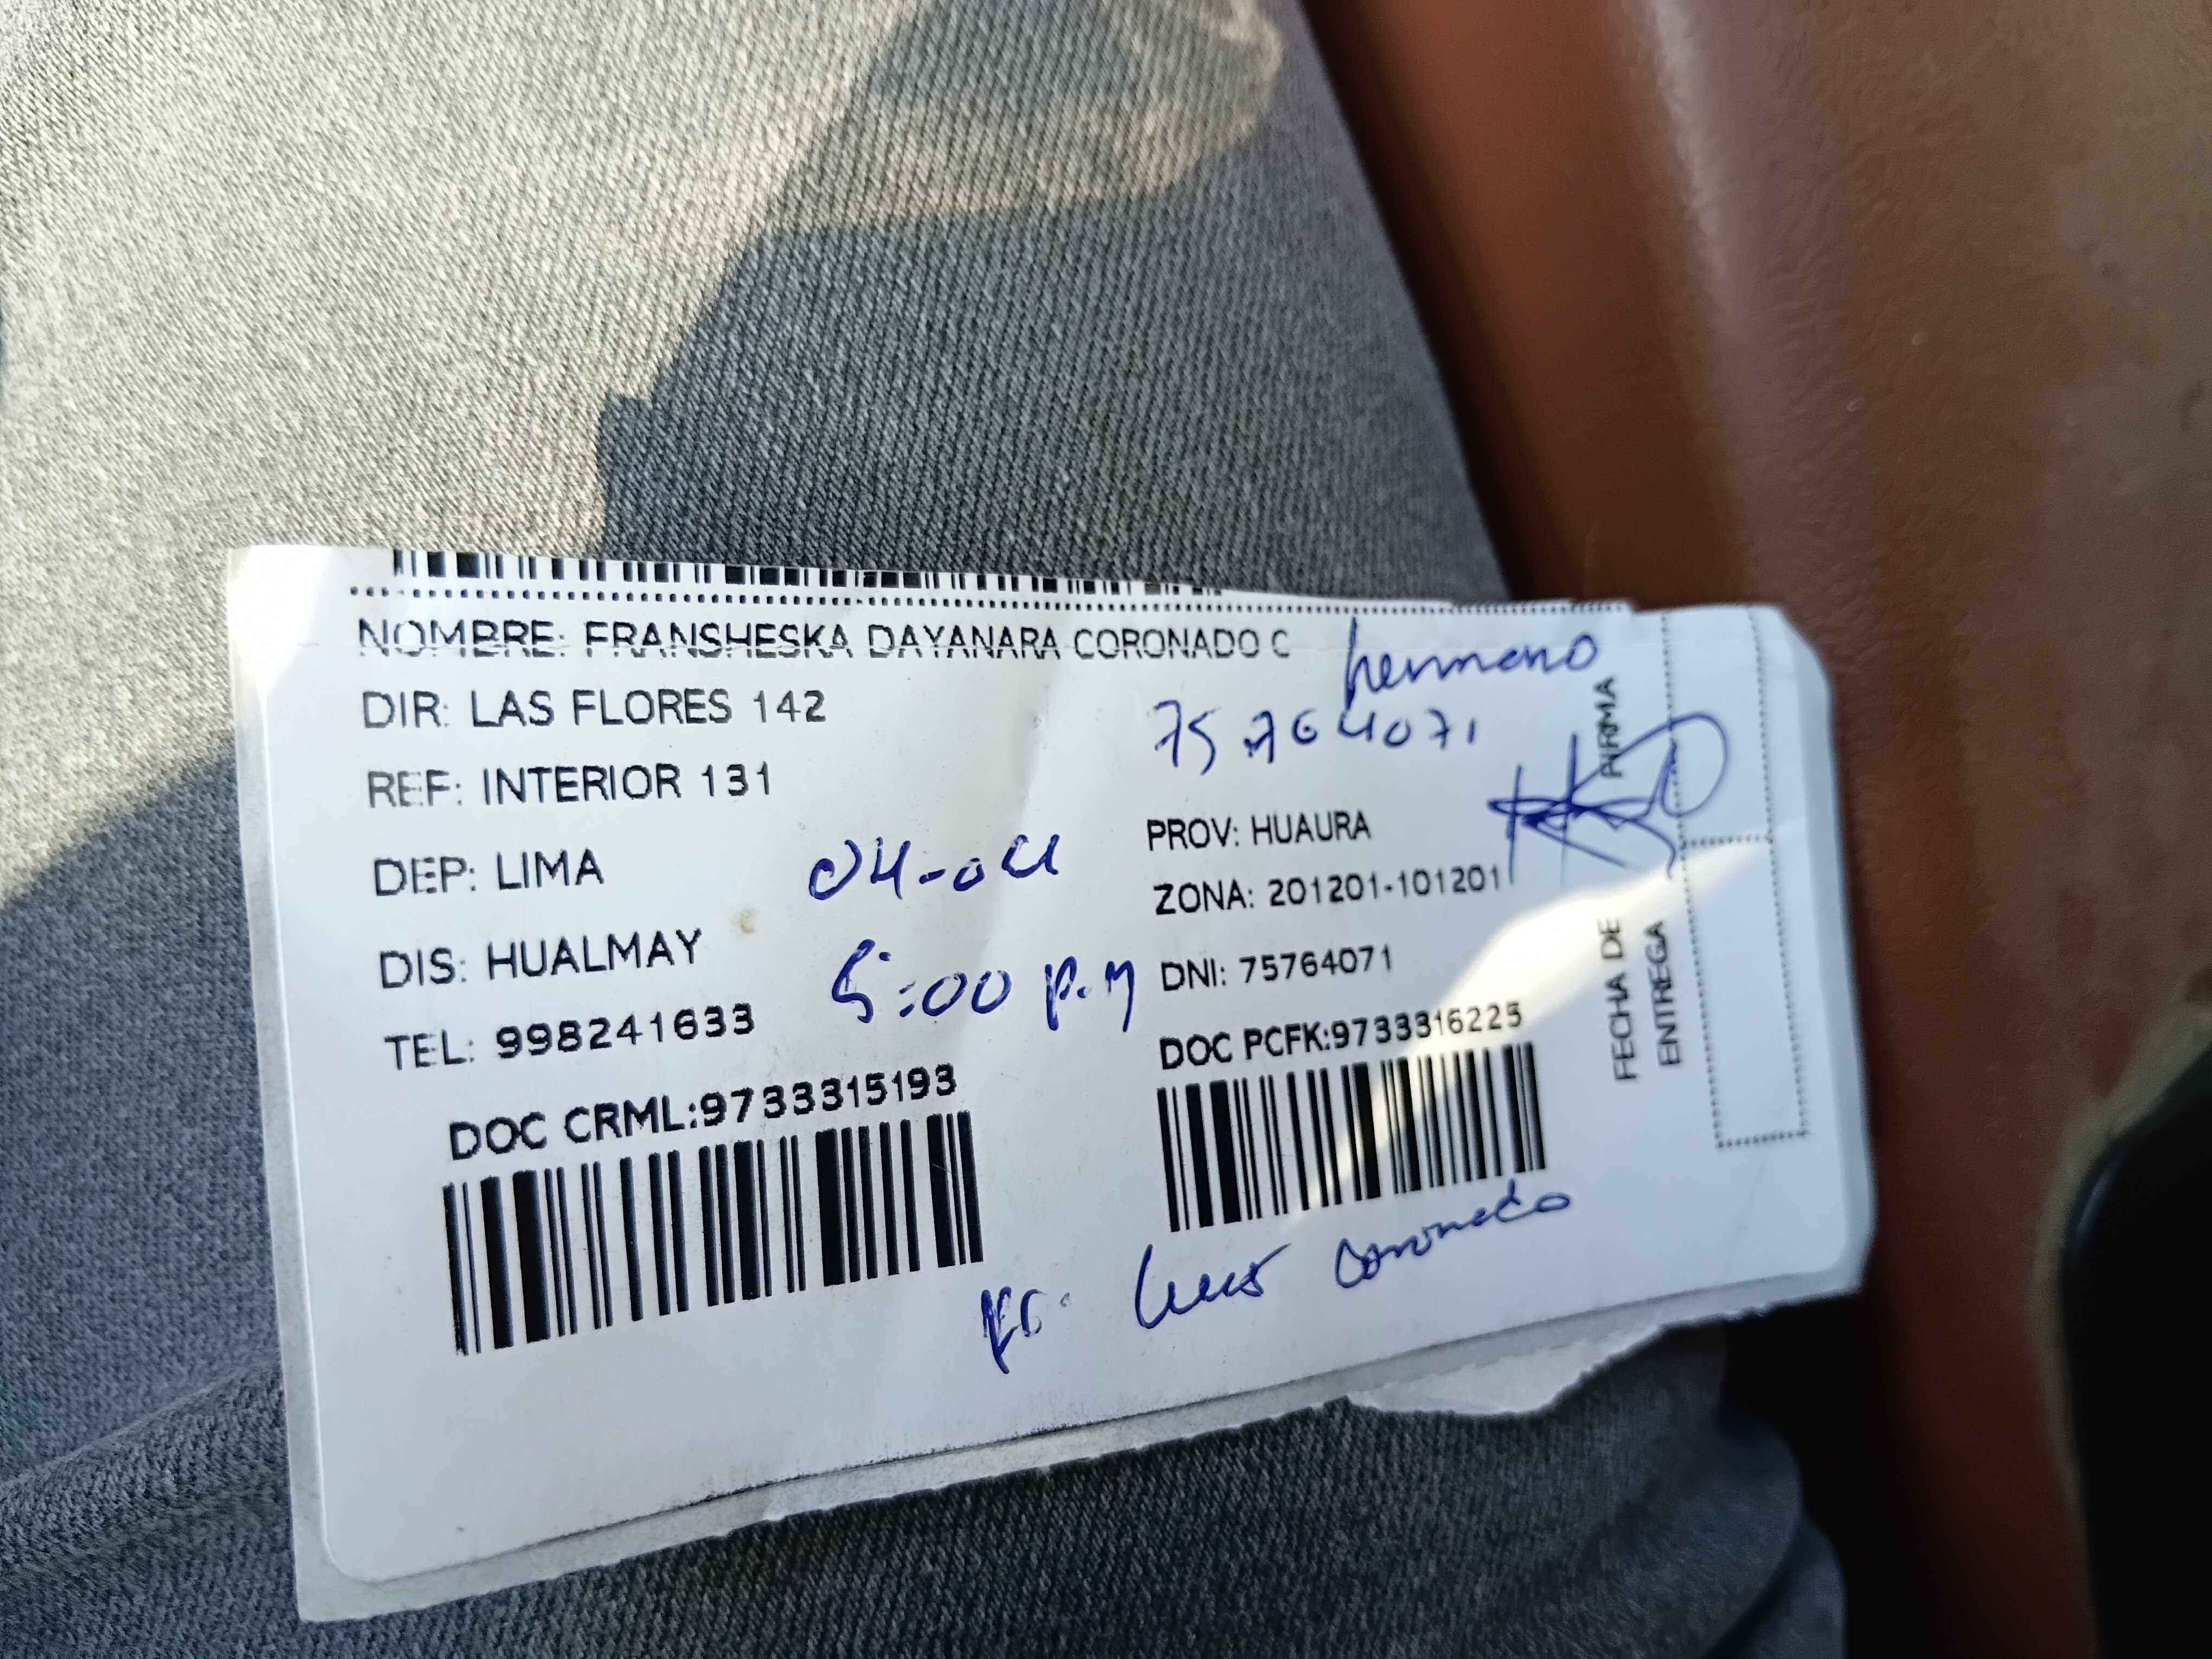 NOMBRE: FRANSHESKA DAYANARA CORONADO C
hermano
DIR: LAS FLORES 142
75764071
REF: INTERIOR 131
FIRMA
DEP: LIMA
04-04
PROV: HUAURA
ZONA: 201201-101201
DIS: HUALMAY
5:00 p.m
DNI: 75764071
FECHA DE
ENTREGA
TEL: 998241633
DOC PCFK:9733316225
DOC CRML:9733315193
coronado